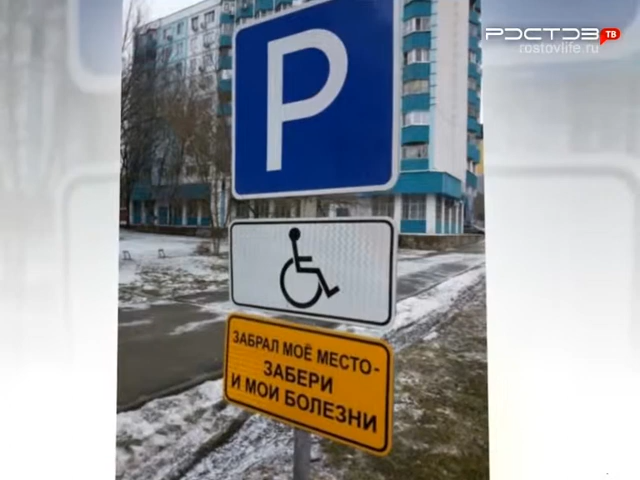 РОСТОВ ТВ
rostovlife.ru
P
ЗАБРАЛ МОЁ МЕСТО-
ЗАБЕРИ
И МОИ БОЛЕЗНИ